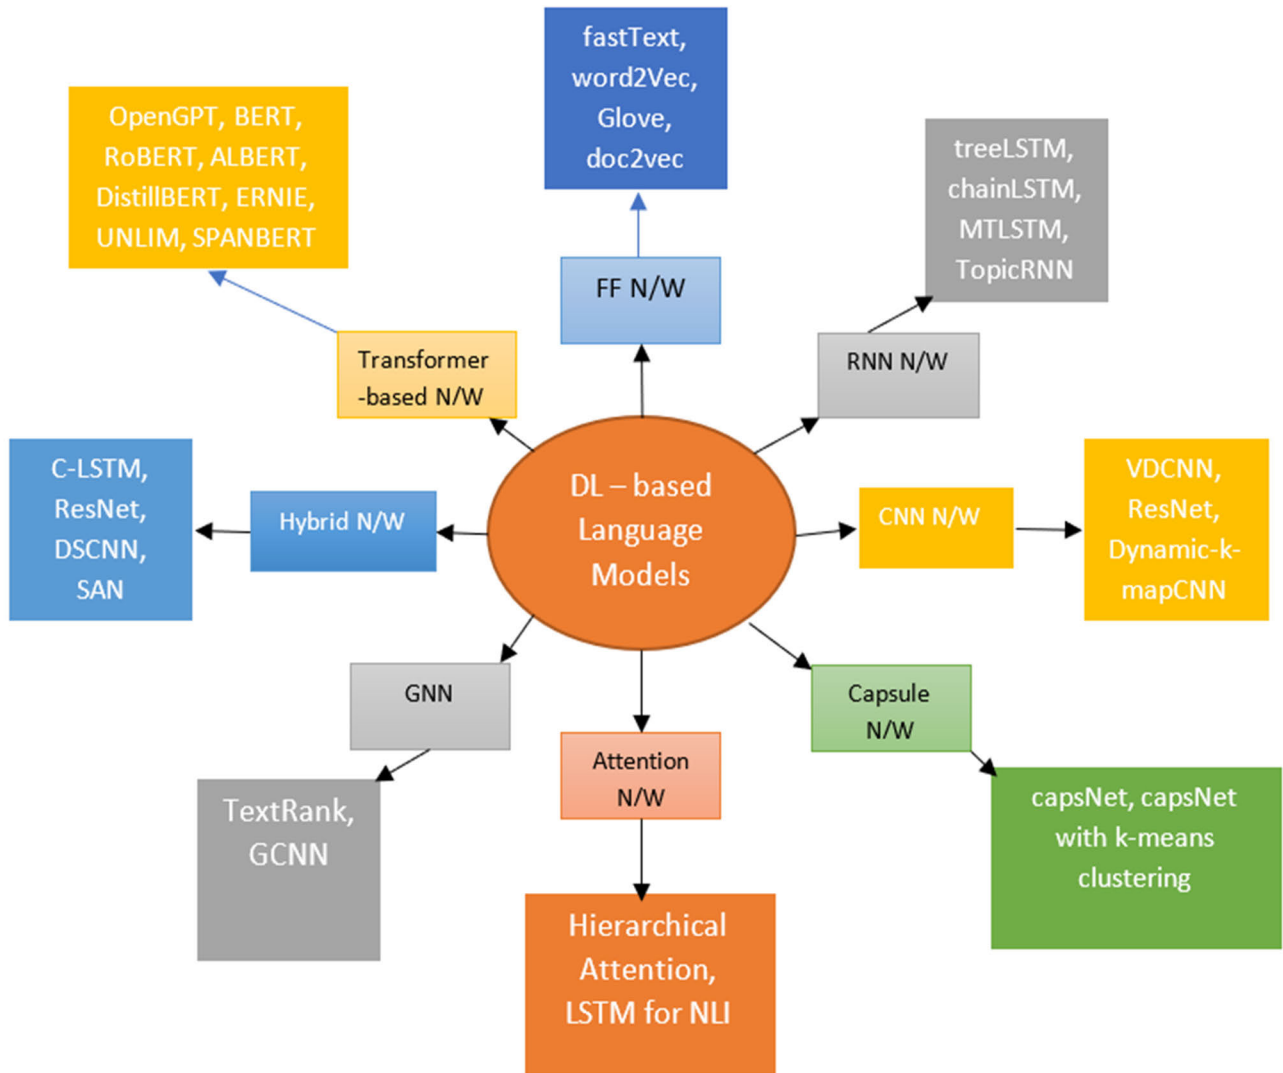 fastText,
word2Vec,
Glove,
doc2vec
OpenGPT, BERT,
RoBERT, ALBERT,
DistillBERT, ERNIE,
UNLIM, SPANBERT
treeLSTM,
chainLSTM,
MTLSTM,
TopicRNN
FF N/W
Transformer
-based N/W
RNN N/W
C-LSTM,
ResNet,
DSCNN,
SAN
Hybrid N/W
DL – based
Language
Models
CNN N/W
VDCNN,
ResNet,
Dynamic-k-
mapCNN
GNN
Attention
N/W
Capsule
N/W
TextRank,
GCNN
Hierarchical
Attention,
LSTM for NLI
capsNet, capsNet
with k-means
clustering